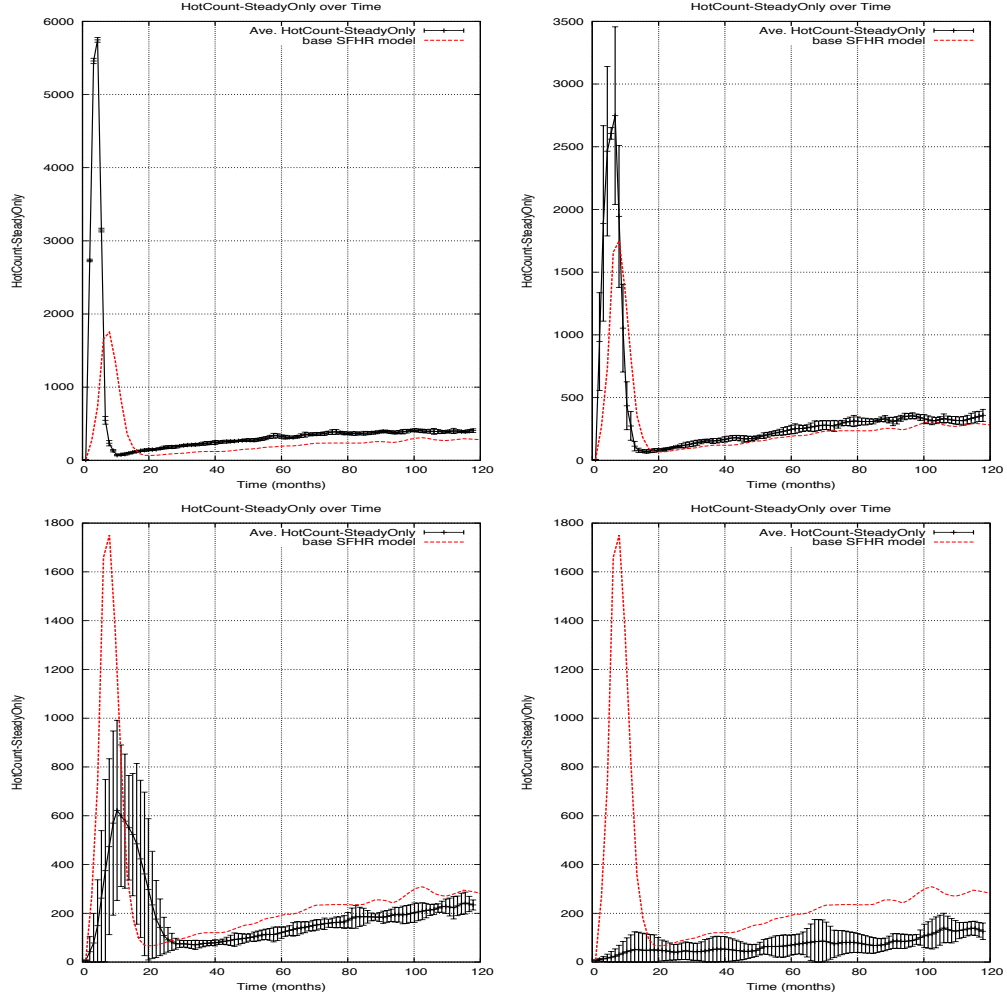 HotCount-SteadyOnly over Time
Ave. HotCount-SteadyOnly
base SFHR model
6000
5000
4000
3000
2000
1000
0
HotCount-SteadyOnly
0 20 40 60 80 100 120
Time (months)
HotCount-SteadyOnly over Time
Ave. HotCount-SteadyOnly
base SFHR model
3500
3000
2500
2000
1500
1000
500
0
HotCount-SteadyOnly
0 20 40 60 80 100 120
Time (months)
HotCount-SteadyOnly over Time
Ave. HotCount-SteadyOnly
base SFHR model
1800
1600
1400
1200
1000
800
600
400
200
0
HotCount-SteadyOnly
0 20 40 60 80 100 120
Time (months)
HotCount-SteadyOnly over Time
Ave. HotCount-SteadyOnly
base SFHR model
1800
1600
1400
1200
1000
800
600
400
200
0
HotCount-SteadyOnly
0 20 40 60 80 100 120
Time (months)